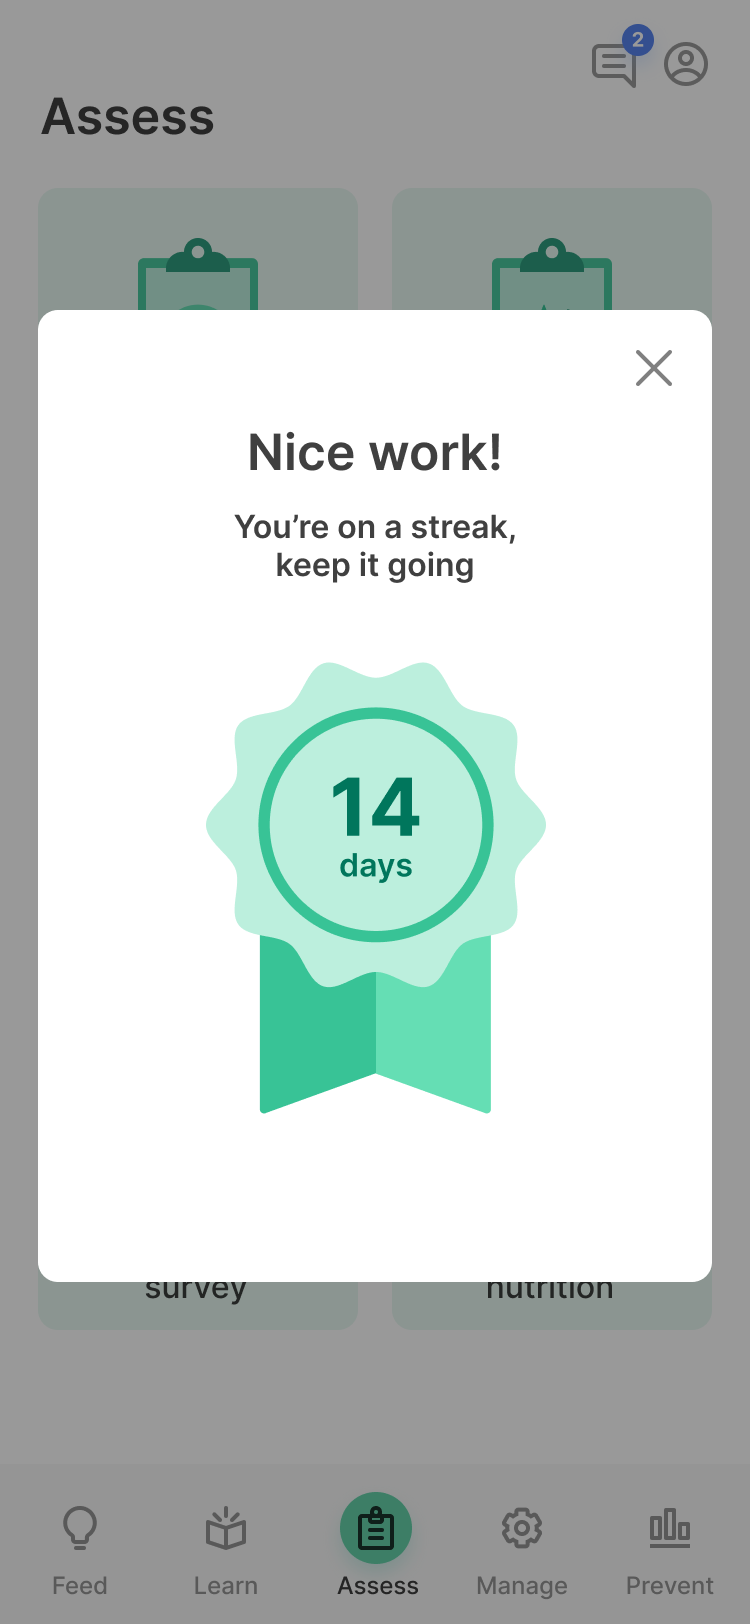 2
Assess
Nice work!
You’re on a streak,
keep it going
14
days
survey
nutrition
Feed
Learn
Assess
Manage
Prevent